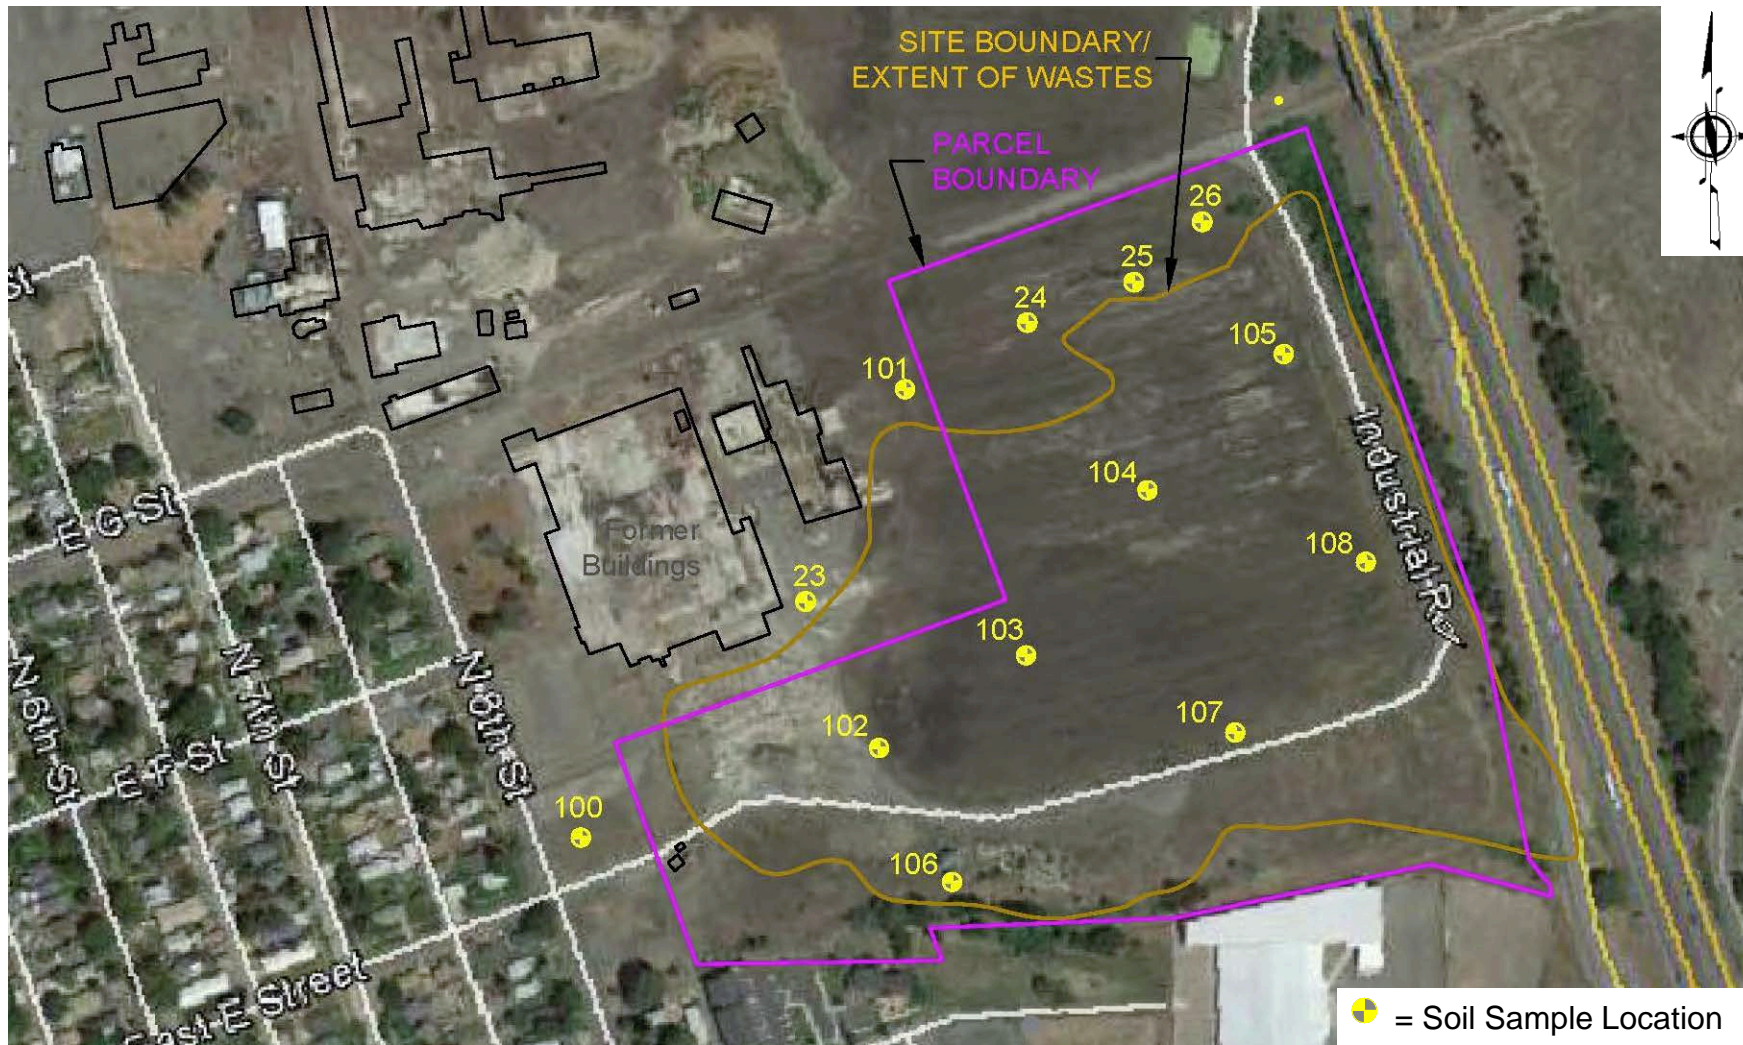 SITE BOUNDARY/
EXTENT OF WASTES
PARCEL
BOUNDARY
26
25
24
105
101
104
Industrial Rd
108
Former
Buildings
23
103
107
102
100
106
St
E G St
E F St
N 6th St
N 7th St
N 8th St
East E Street
= Soil Sample Location